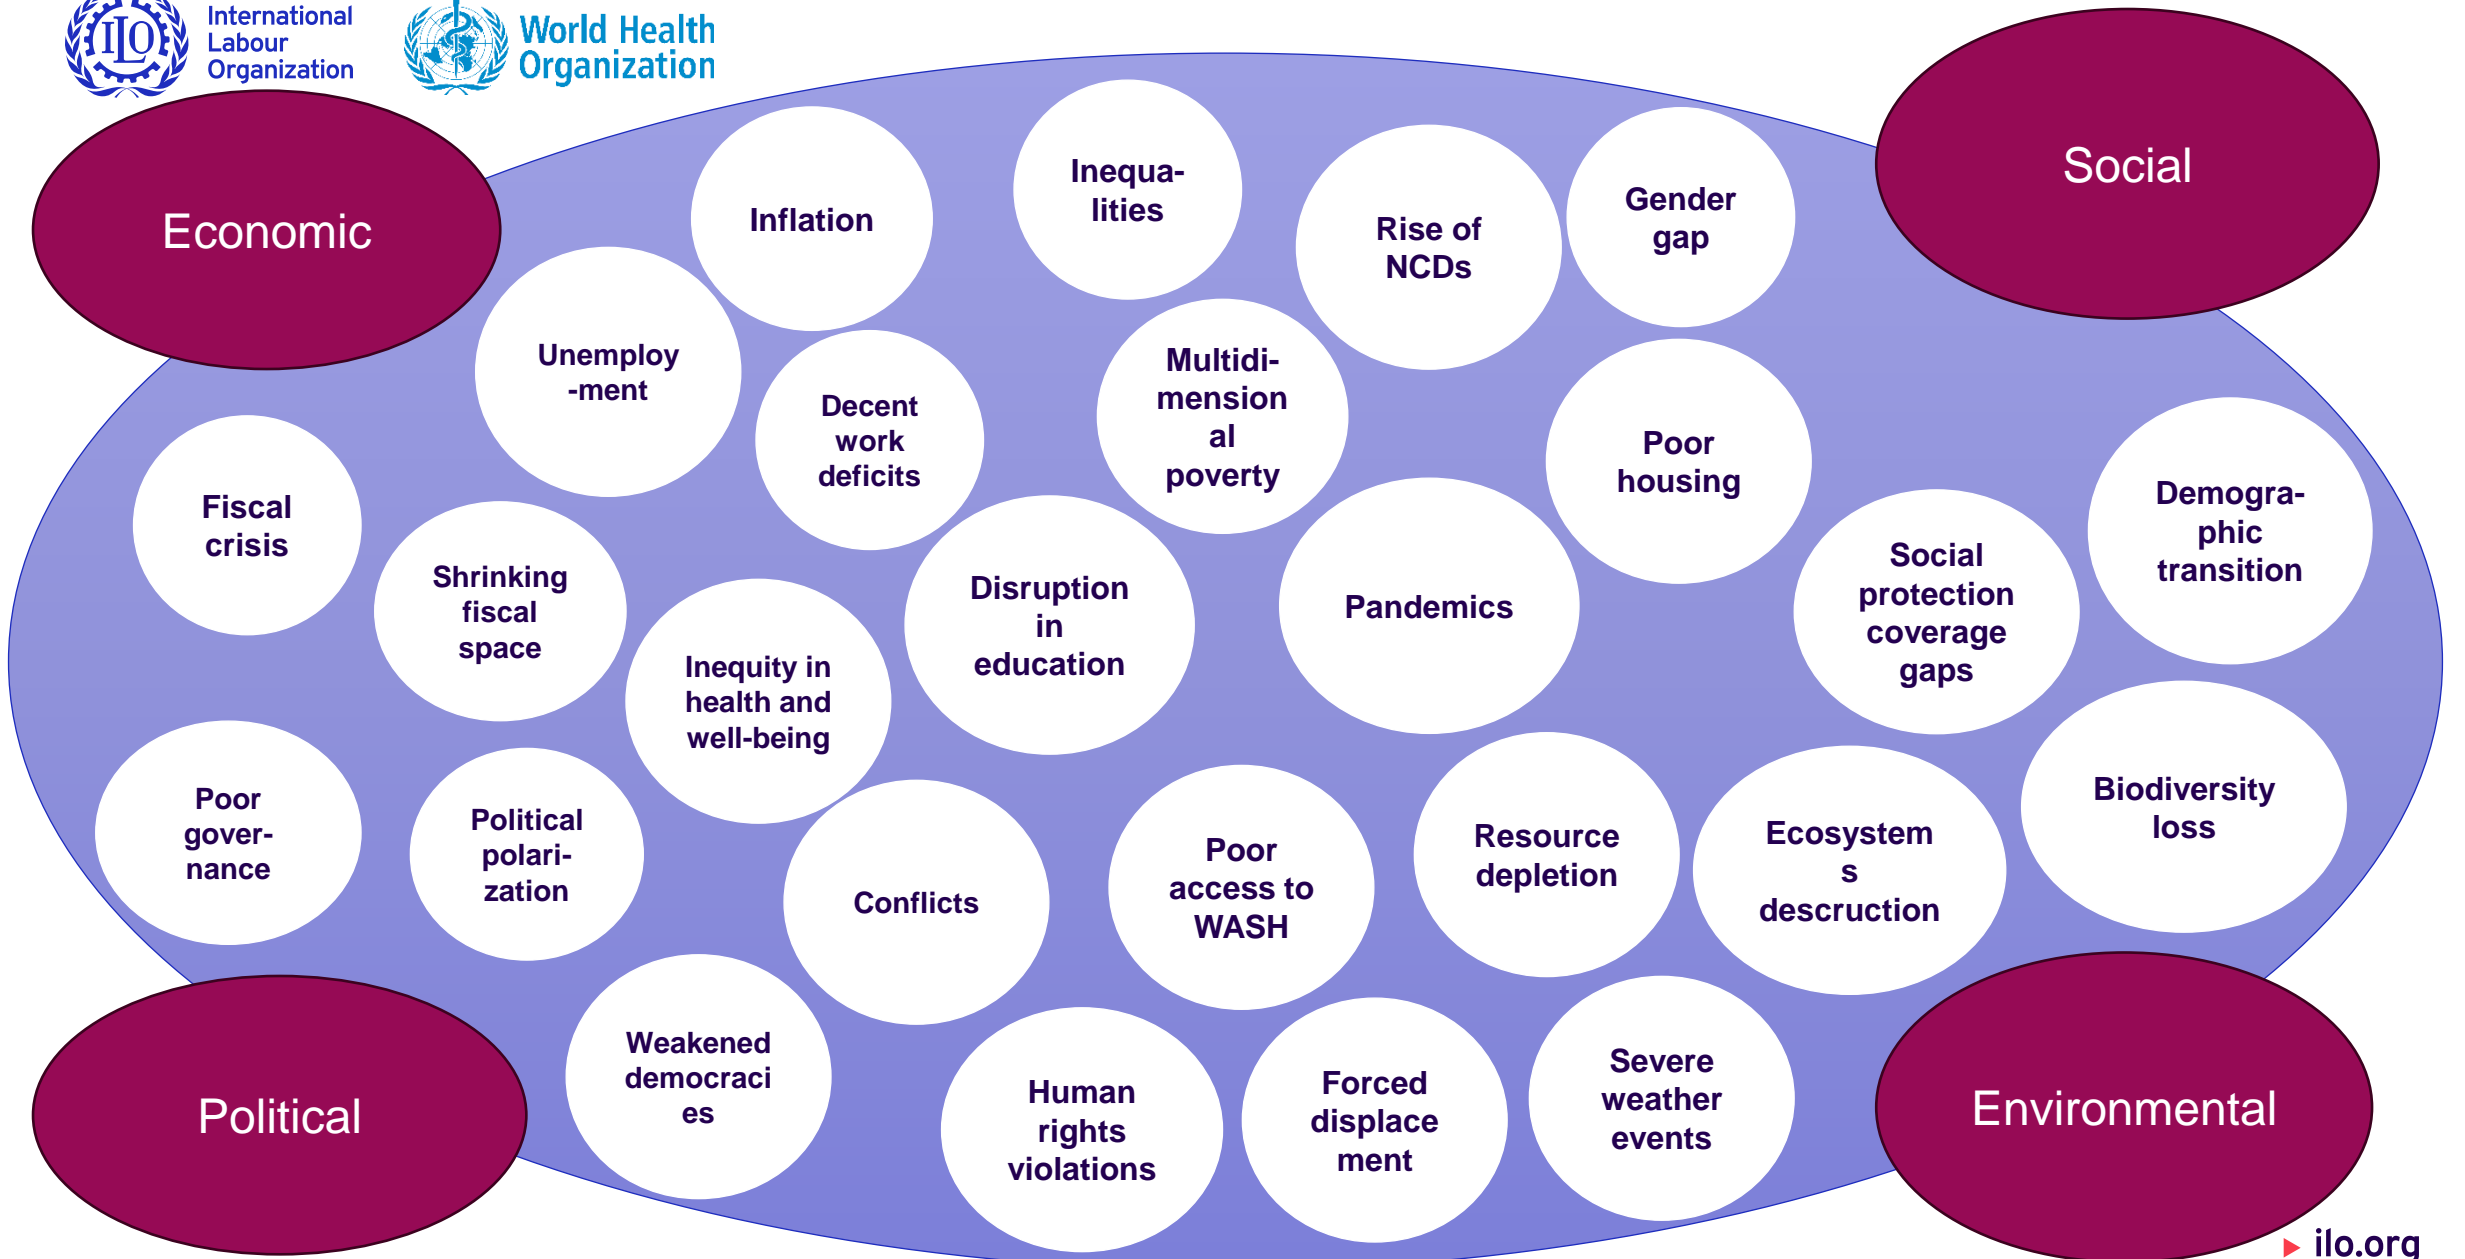 International
Labour
Organization
World Health
Organization
Economic
Social
Inflation
Inequa-
lities
Rise of
NCDs
Gender
gap
Unemploy
-ment
Decent
work
deficits
Multidi-
mension
al
poverty
Poor
housing
Demogra-
phic
transition
Fiscal
crisis
Shrinking
fiscal
space
Inequity in
health and
well-being
Disruption
in
education
Pandemics
Social
protection
coverage
gaps
Poor
gover-
nance
Political
polari-
zation
Conflicts
Poor
access to
WASH
Resource
depletion
Ecosystem
s
descruction
Biodiversity
loss
Weakened
democraci
es
Human
rights
violations
Forced
displace
ment
Severe
weather
events
Political
Environmental
ilo.org